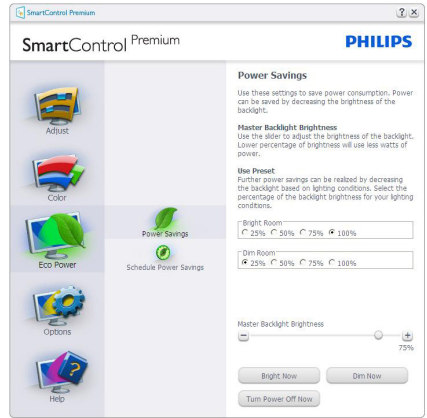 SmartControl Premium
? ×
SmartControl Premium
PHILIPS
Adjust
Color
Eco Power
Options
Help
Power Savings
Schedule Power Savings
Power Savings
Use these settings to save power consumption. Power
can be saved by decreasing the brightness of the
backlight.
Master Backlight Brightness
Use the slider to adjust the brightness of the backlight.
Lower percentage of brightness will use less watts of
power.
Use Preset
Further power savings can be realized by decreasing
the backlight based on lighting conditions. Select the
percentage of the backlight brightness for your lighting
conditions.
Bright Room
25% 50% 75% 100%
Dim Room
25% 50% 75% 100%
Master Backlight Brightness
75%
Bright Now
Dim Now
Turn Power Off Now